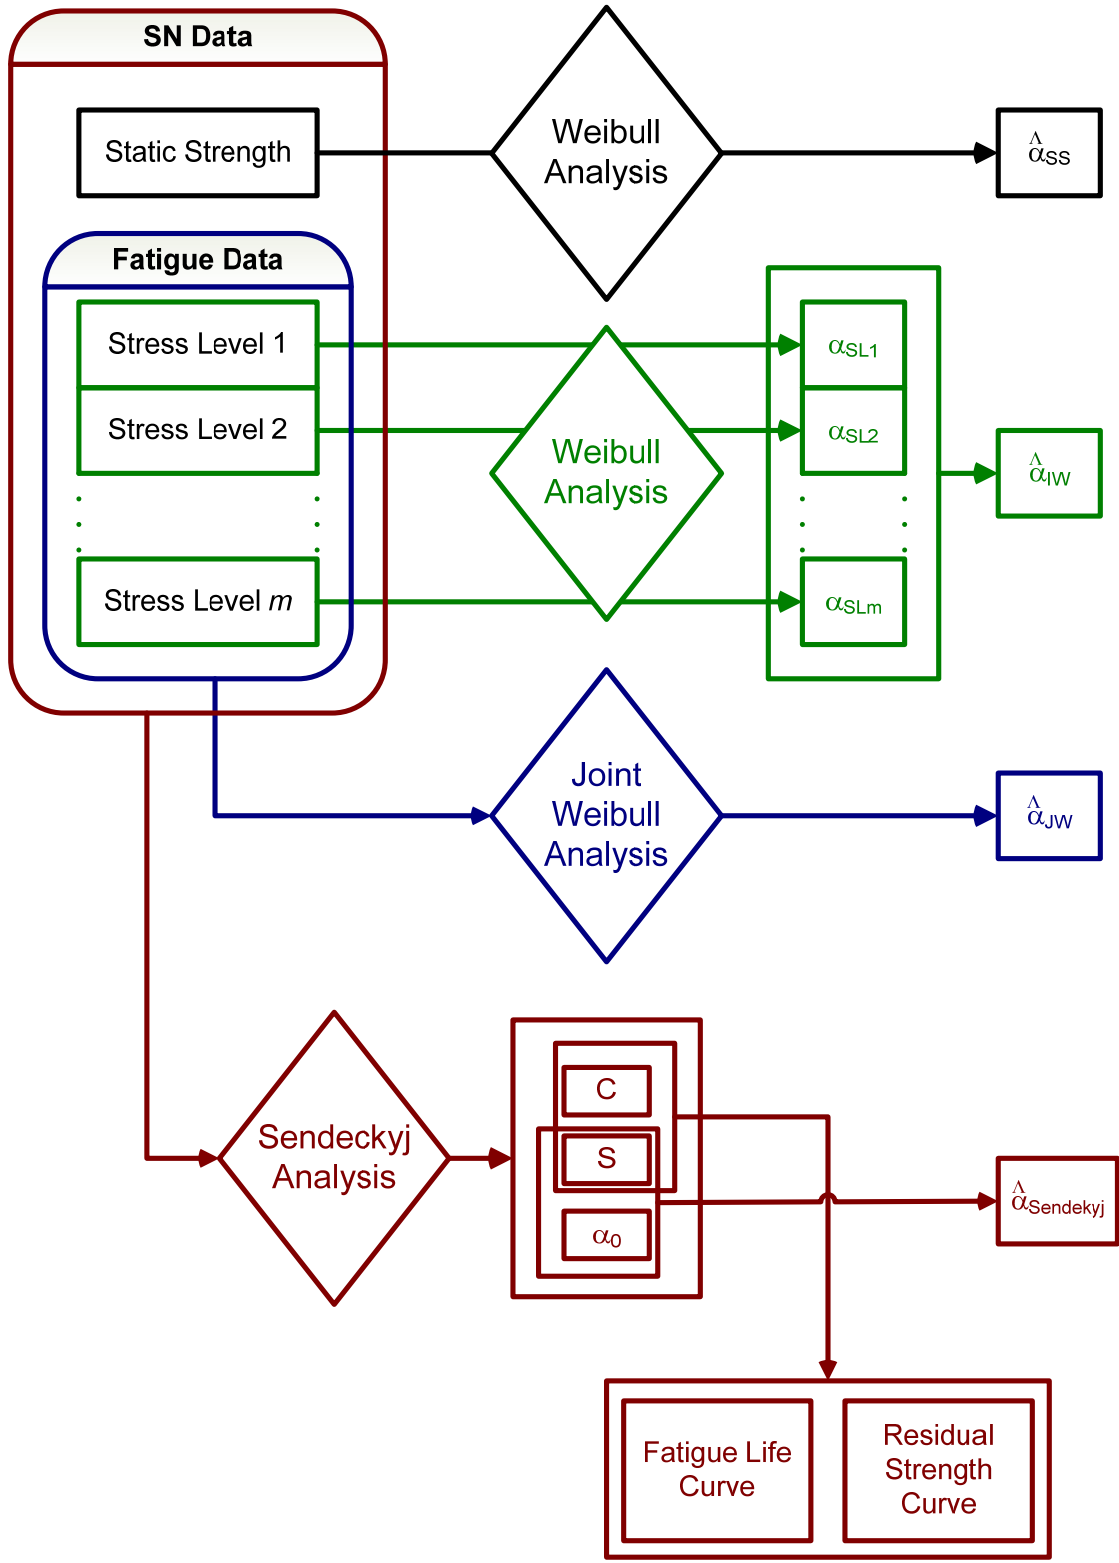 SN Data
Static Strength
Weibull
Analysis
Λ
αSS
Fatigue Data
Stress Level 1
Stress Level 2
Stress Level m
Weibull
Analysis
αSL1
αSL2
αSLm
Λ
αIW
Joint
Weibull
Analysis
Λ
αJW
Sendeckyj
Analysis
C
S
α0
Λ
αSendekyj
Fatigue Life
Curve
Residual
Strength
Curve